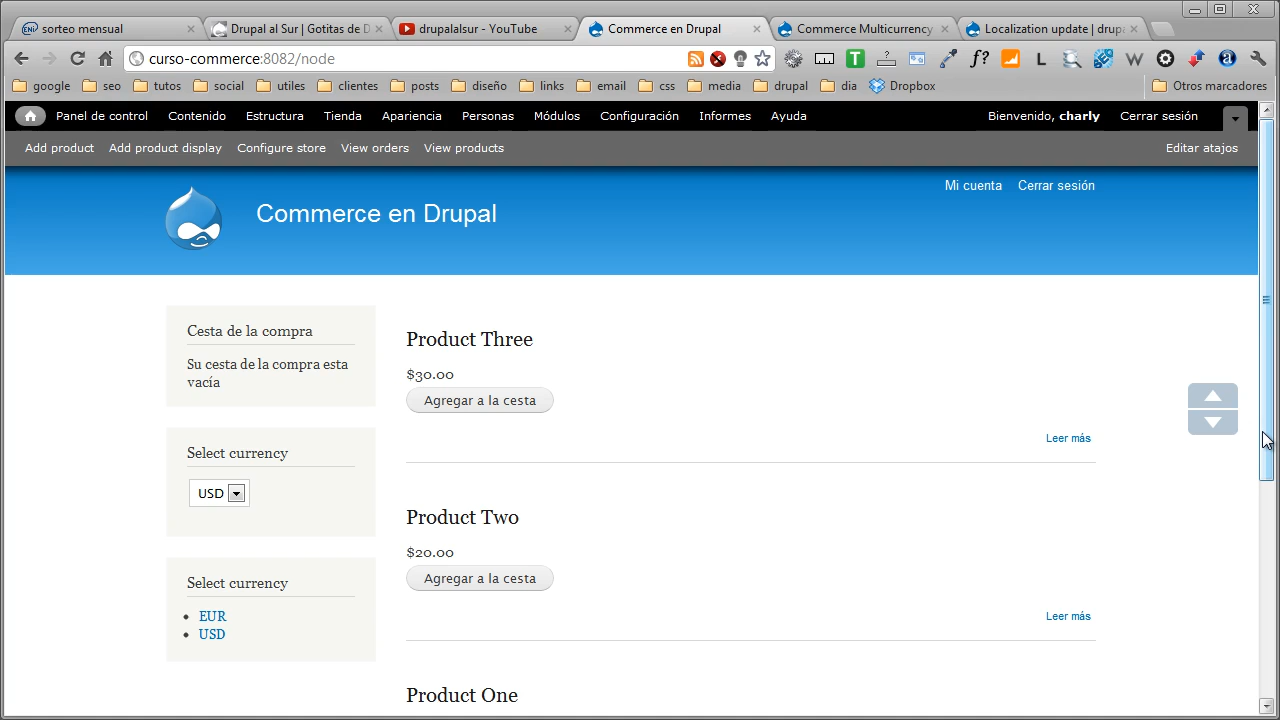 sorteo mensual
Drupal al Sur | Gotitas de D
drupalalsur - YouTube
Commerce en Drupal
Commerce Multicurrency
Localization update | drupa
curso-commerce:8082/node
google
seo
tutos
social
utiles
clientes
posts
diseño
links
email
css
media
drupal
dia
Dropbox
Otros marcadores
Panel de control
Contenido
Estructura
Tienda
Apariencia
Personas
Módulos
Configuración
Informes
Ayuda
Bienvenido, charly
Cerrar sesión
Add product
Add product display
Configure store
View orders
View products
Editar atajos
Mi cuenta
Cerrar sesión
Commerce en Drupal
Cesta de la compra
Su cesta de la compra esta
vacía
Select currency
USD
Select currency
EUR
USD
Product Three
$30.00
Agregar a la cesta
Leer más
Product Two
$20.00
Agregar a la cesta
Leer más
Product One